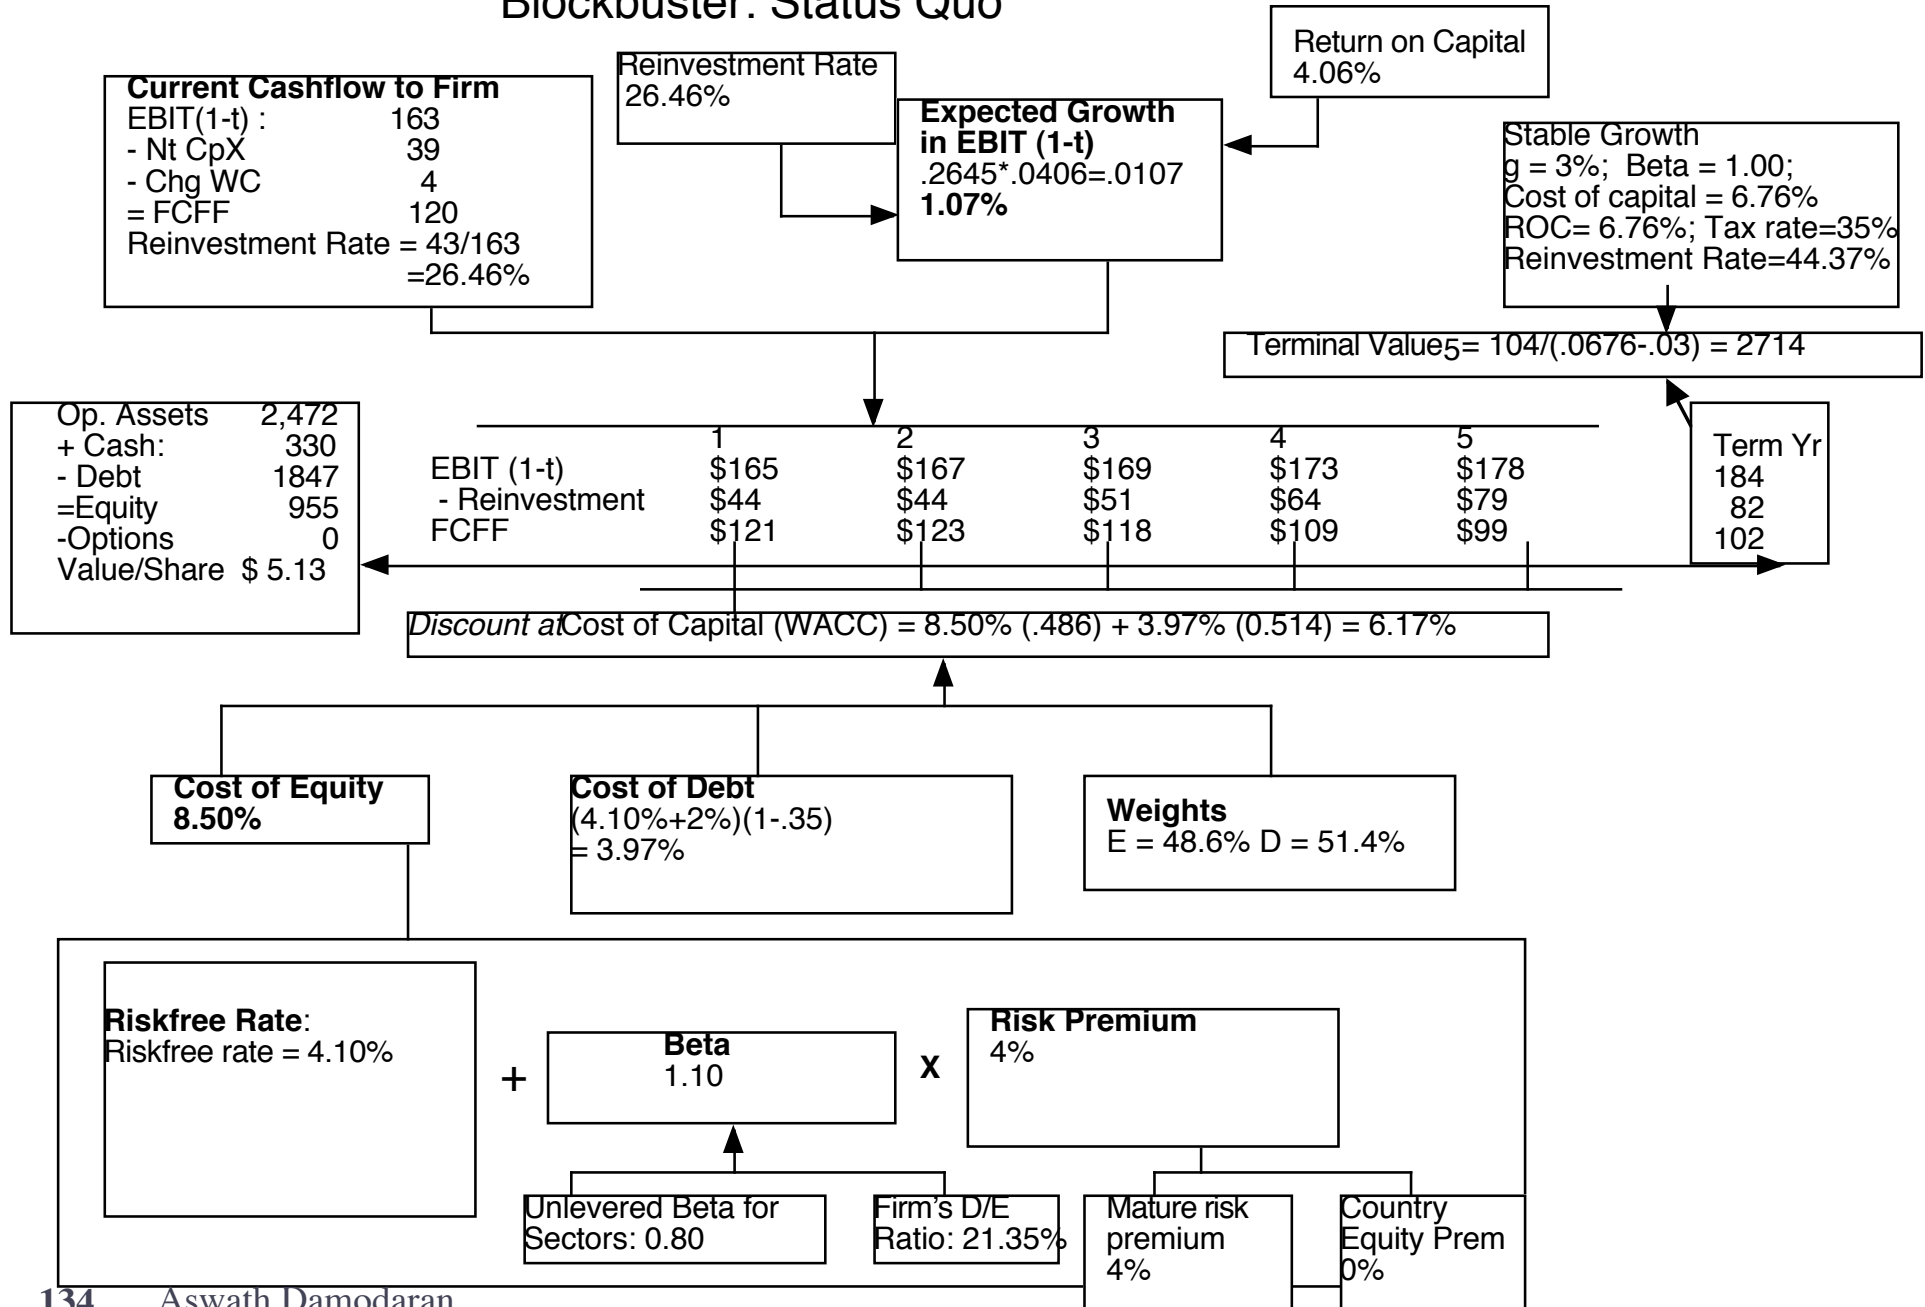 Blockbuster: Status Quo
Return on Capital
4.06%
Reinvestment Rate
26.46%
Current Cashflow to Firm
EBIT(1-t) : 163
- Nt CpX 39
- Chg WC 4
= FCFF 120
Reinvestment Rate = 43/163
=26.46%
Expected Growth
in EBIT (1-t)
.2645*.0406=.0107
1.07%
Stable Growth
g = 3%; Beta = 1.00;
Cost of capital = 6.76%
ROC= 6.76%; Tax rate=35%
Reinvestment Rate=44.37%
Terminal Value5= 104/(.0676-.03) = 2714
Op. Assets 2,472
+ Cash: 330
- Debt 1847
=Equity 955
-Options 0
Value/Share $ 5.13
1 2 3 4 5
EBIT (1-t) $165 $167 $169 $173 $178
- Reinvestment $44 $44 $51 $64 $79
FCFF $121 $123 $118 $109 $99
Term Yr
184
82
102
Discount at Cost of Capital (WACC) = 8.50% (.486) + 3.97% (0.514) = 6.17%
Cost of Equity
8.50%
Cost of Debt
(4.10%+2%)(1-.35)
= 3.97%
Weights
E = 48.6% D = 51.4%
Riskfree Rate:
Riskfree rate = 4.10%
+
Beta
1.10
X
Risk Premium
4%
Unlevered Beta for
Sectors: 0.80
Firm's D/E
Ratio: 21.35%
Mature risk
premium
4%
Country
Equity Prem
0%
134 Aswath Damodaran